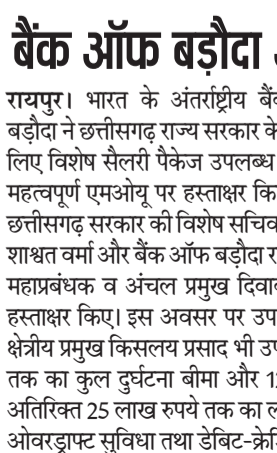 बैंक ऑफ बड़ौदा
रायपुर। भारत के अंतर्राष्ट्रीय बैं
बड़ौदा ने छत्तीसगढ़ राज्य सरकार के
लिए विशेष सैलरी पैकेज उपलब्ध
महत्वपूर्ण एमओयू पर हस्ताक्षर कि
छत्तीसगढ़ सरकार की विशेष सचिव
शाश्वत वर्मा और बैंक ऑफ बड़ौदा र
महाप्रबंधक व अंचल प्रमुख दिवा
हस्ताक्षर किए। इस अवसर पर उप
क्षेत्रीय प्रमुख किसलय प्रसाद भी उ
तक का कुल दुर्घटना बीमा और 1
अतिरिक्त 25 लाख रुपये तक का ल
ओवरड्राफ्ट सुविधा तथा डेबिट-क्रे